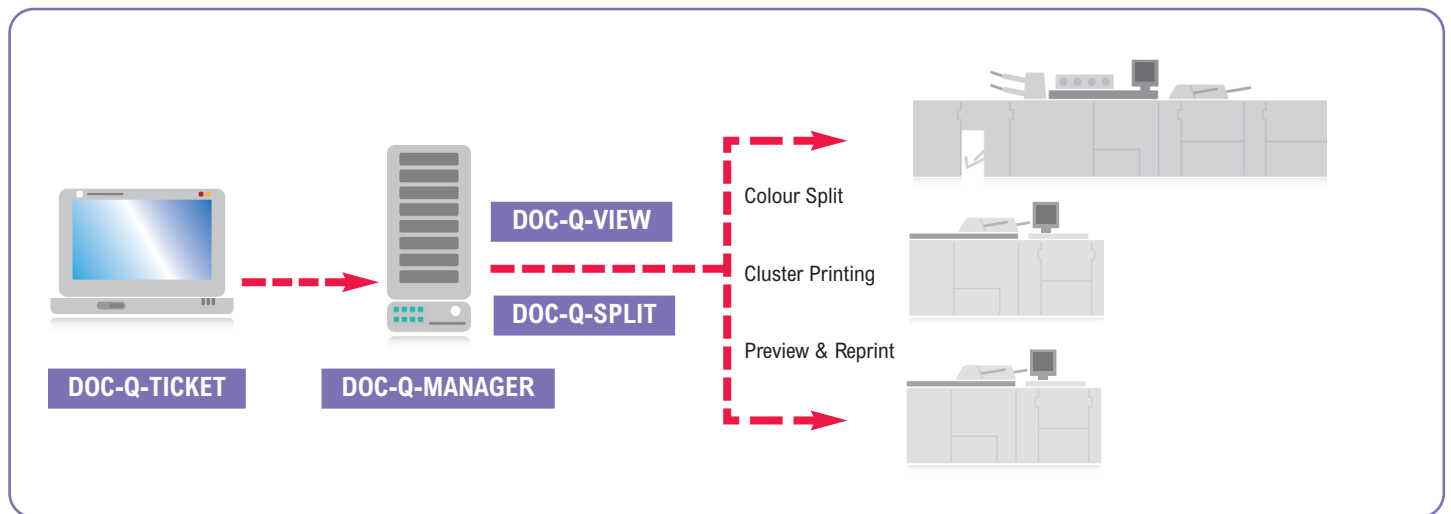 DOC-Q-TICKET
DOC-Q-MANAGER
DOC-Q-VIEW
DOC-Q-SPLIT
Colour Split
Cluster Printing
Preview & Reprint